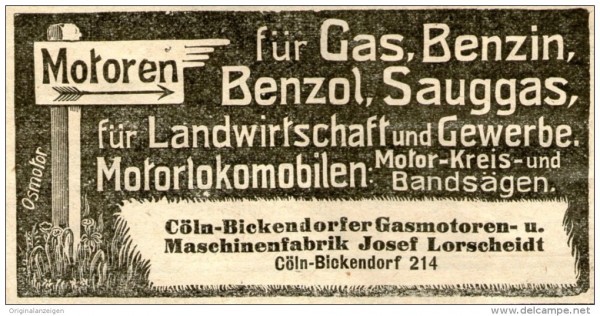 Motoren
für Gas, Benzin,
Benzol, Sauggas,
für Landwirtschaft und Gewerbe.
Motorlokomobilen: Motor-Kreis- und
Bandsägen.
Osmotor
Cöln-Bickendorfer Gasmotoren- u.
Maschinenfabrik Josef Lorscheidt
Cöln-Bickendorf 214
Originalanzeigen
delcampe.net